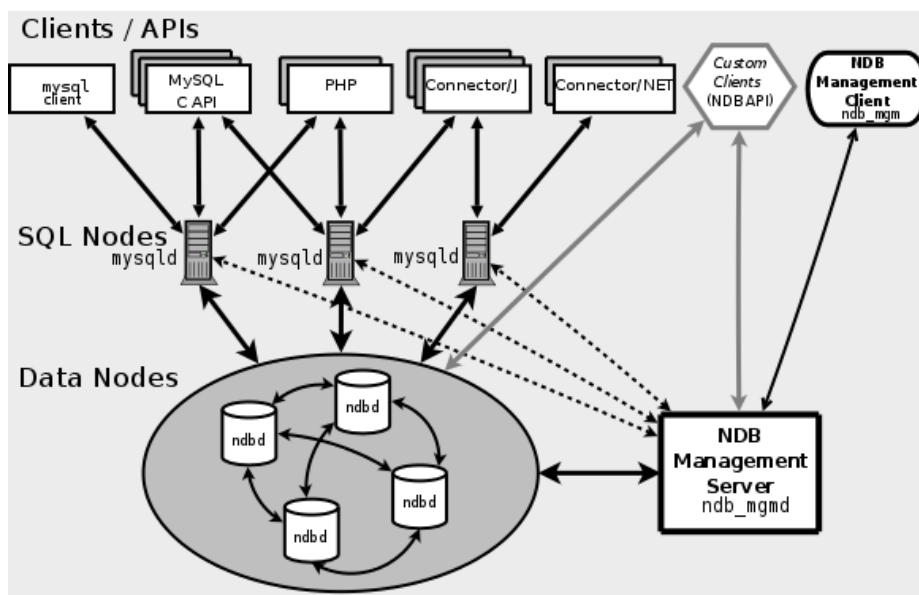 Clients / APIs
mysql
client
MySQL
C API
PHP
Connector/J
Connector/NET
Custom
Clients
(NDBAPI)
NDB
Management
Client
ndb_mgm
SQL Nodes
mysqld
mysqld
mysqld
Data Nodes
ndbd
ndbd
ndbd
ndbd
NDB
Management
Server
ndb_mgmd